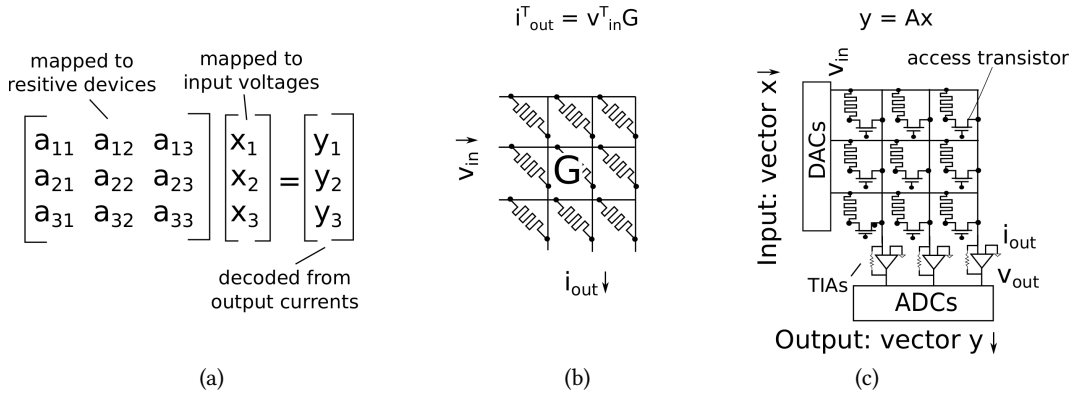 mapped to
resitive devices
mapped to
input voltages
a11 a12 a13
a21 a22 a23
a31 a32 a33
x1
x2
x3
=
y1
y2
y3
decoded from
output currents
(a)
iᵀout = vᵀinG
vin
G
iout
(b)
y = Ax
access transistor
vin
Input: vector x
DACs
iout
vout
TIAs
ADCs
Output: vector y
(c)